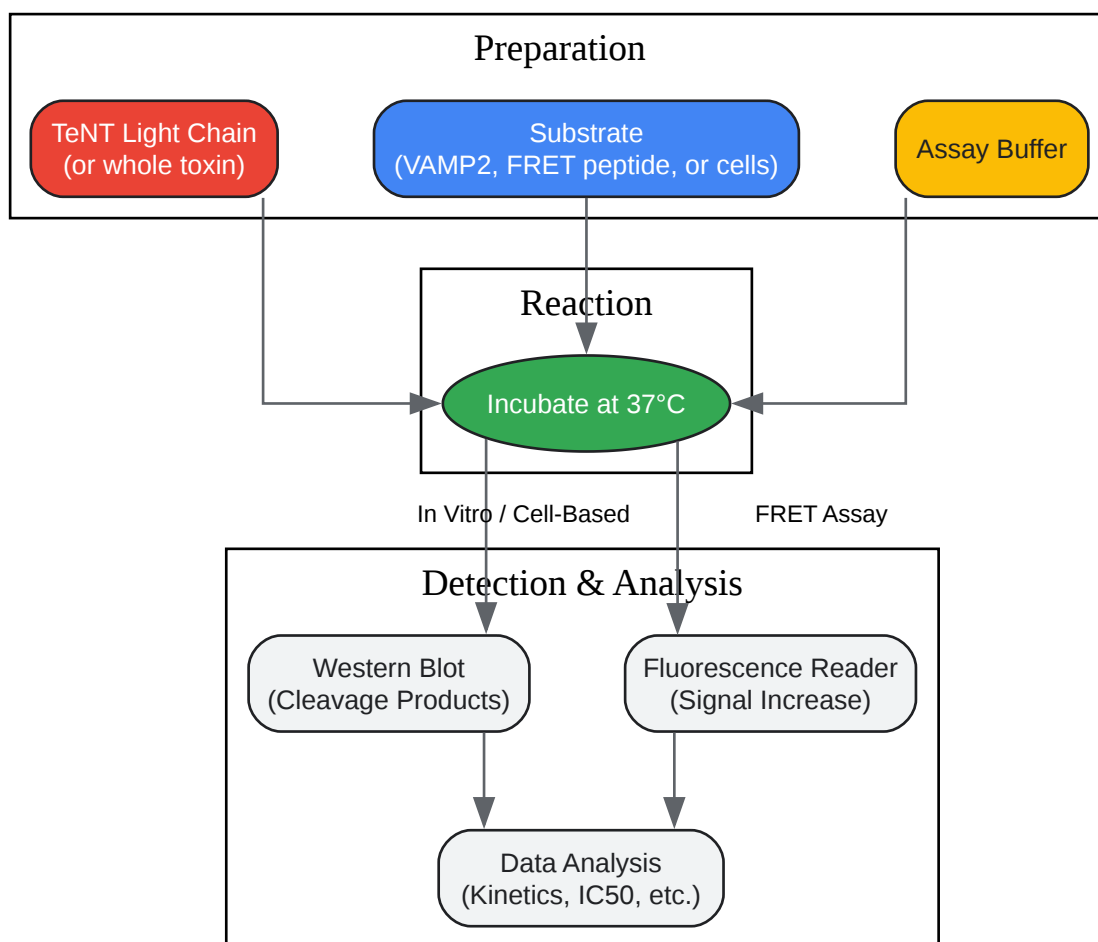 Preparation
TeNT Light Chain
(or whole toxin)
Substrate
(VAMP2, FRET peptide, or cells)
Assay Buffer
Reaction
Incubate at 37°C
In Vitro / Cell-Based
FRET Assay
Detection & Analysis
Western Blot
(Cleavage Products)
Fluorescence Reader
(Signal Increase)
Data Analysis
(Kinetics, IC50, etc.)